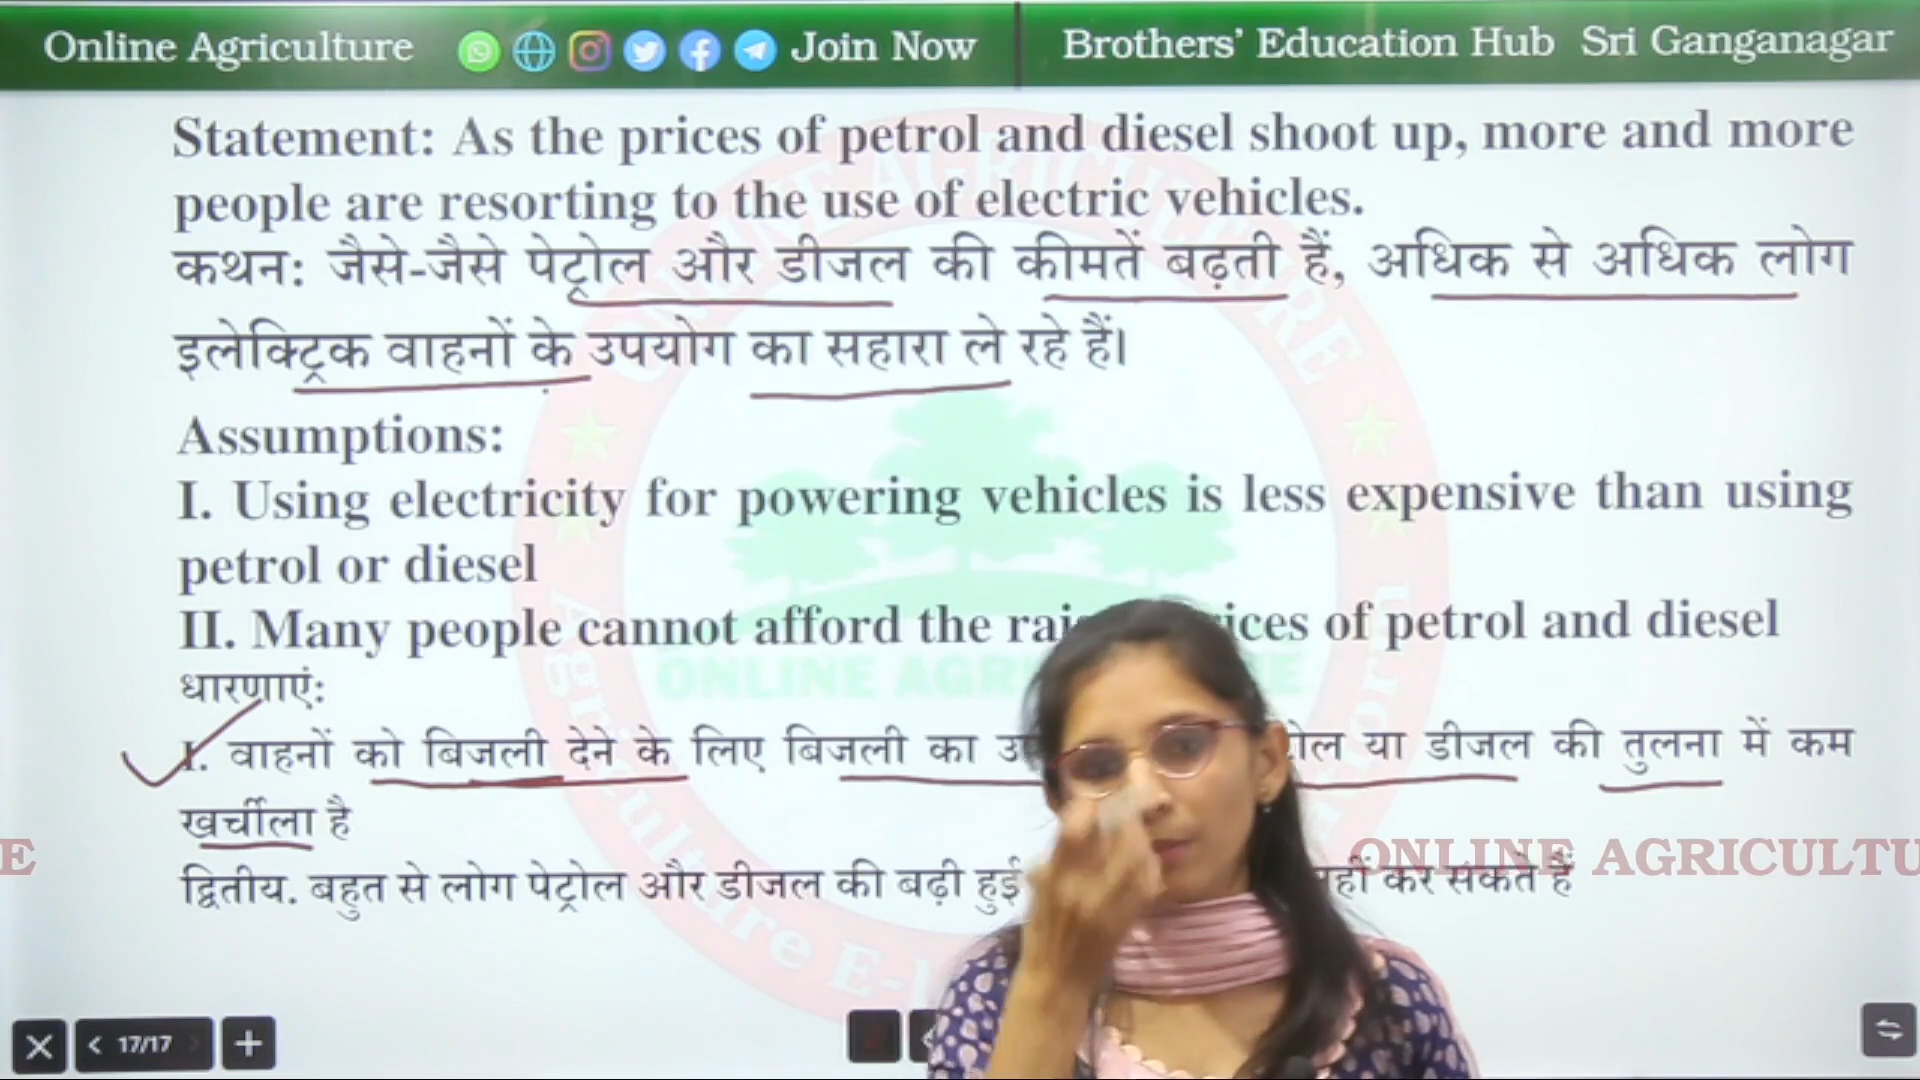 Online Agriculture Join Now Brothers’ Education Hub Sri Ganganagar
Statement: As the prices of petrol and diesel shoot up, more and more
people are resorting to the use of electric vehicles.
कथन: जैसे-जैसे पेट्रोल और डीजल की कीमतें बढ़ती हैं, अधिक से अधिक लोग
इलेक्ट्रिक वाहनों के उपयोग का सहारा ले रहे हैं।
Assumptions:
I. Using electricity for powering vehicles is less expensive than using
petrol or diesel
II. Many people cannot afford the of petrol and diesel
धारणाएं:
I. वाहनों को बिजली देने के लिए बिजली का या डीजल की तुलना में कम
खर्चीला है
द्वितीय. बहुत से लोग पेट्रोल और डीजल की बढ़ी हुई कर सकते हैं
ONLINE AGRICULTU
17/17